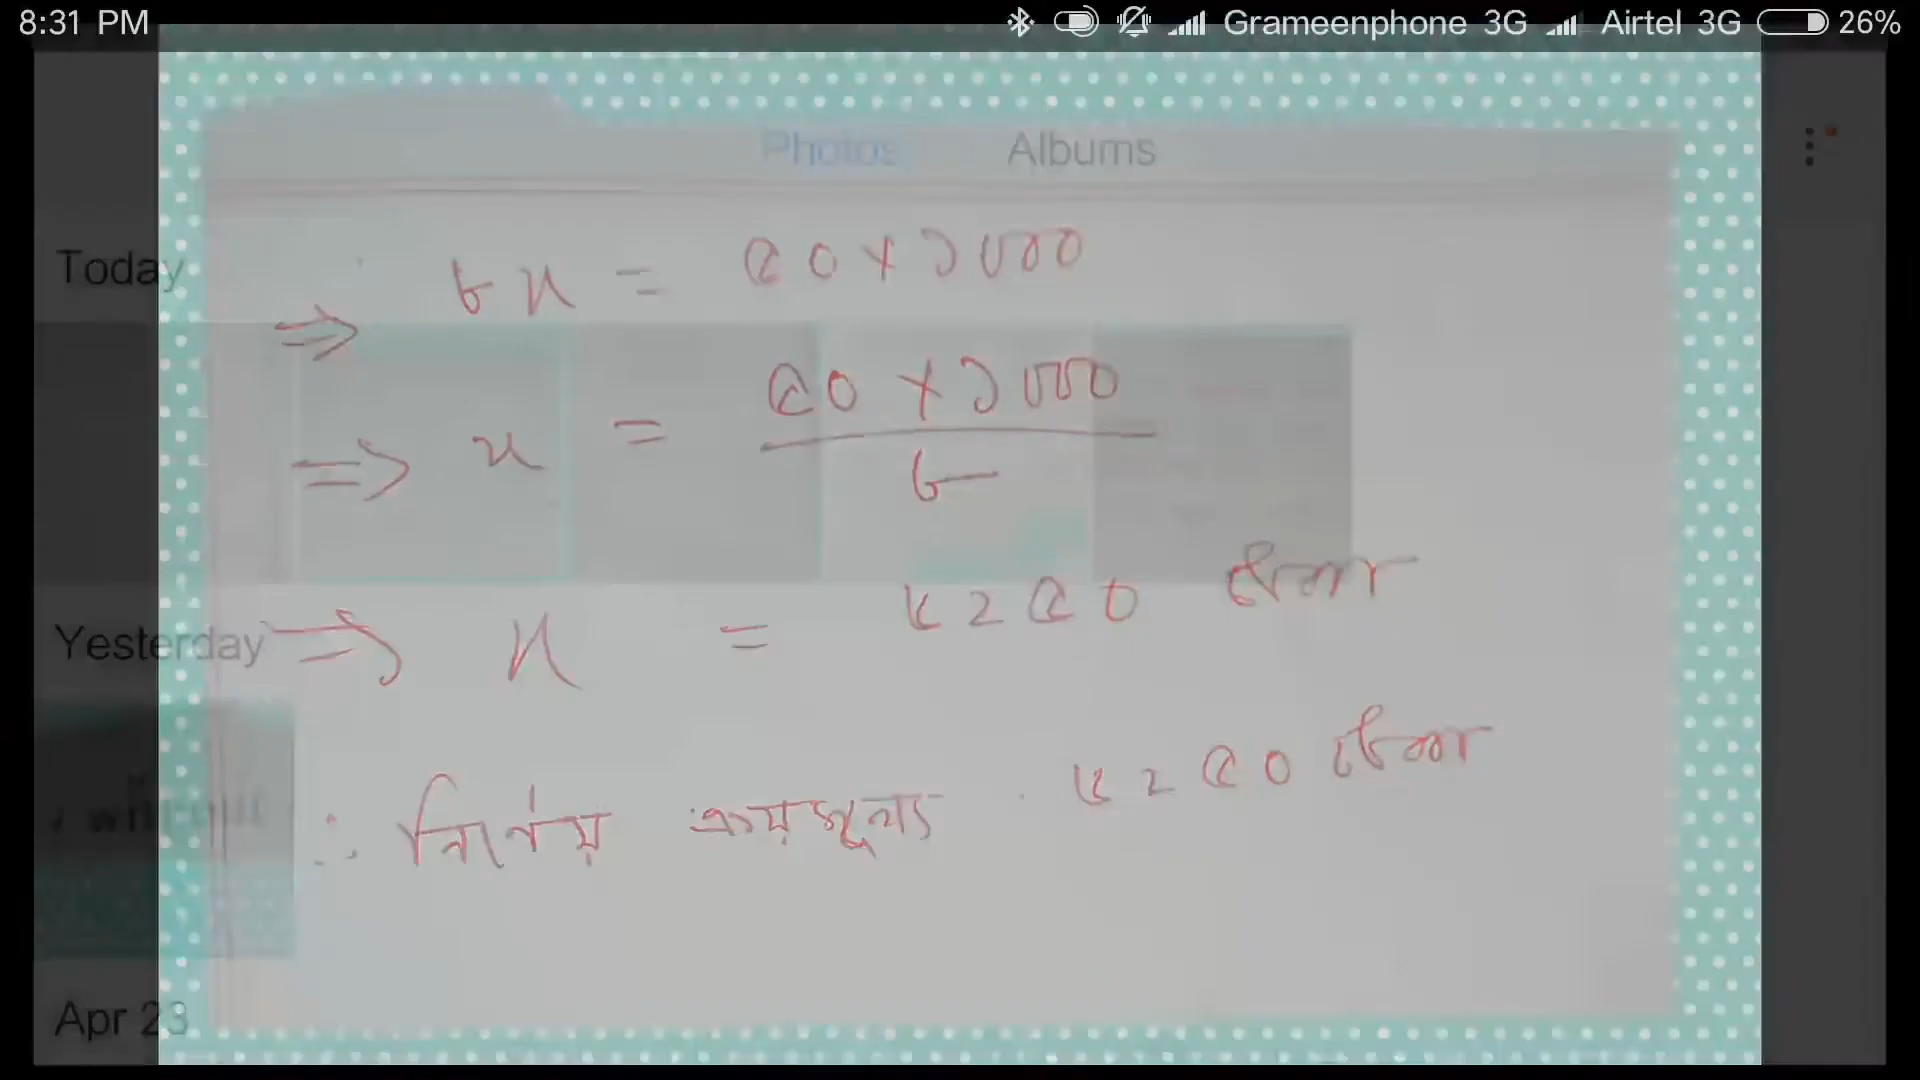 8:31 PM Grameenphone 3G Airtel 3G 26%
Photos Albums
Today
⇒ ৮x = ৫০×১০০০
⇒ x = ৫০×১০০০
৮
Yesterday
⇒ x = ৬২৫০ টাকা
∴ নির্ণেয় ক্রয়মূল্য ৬২৫০ টাকা
Apr 23